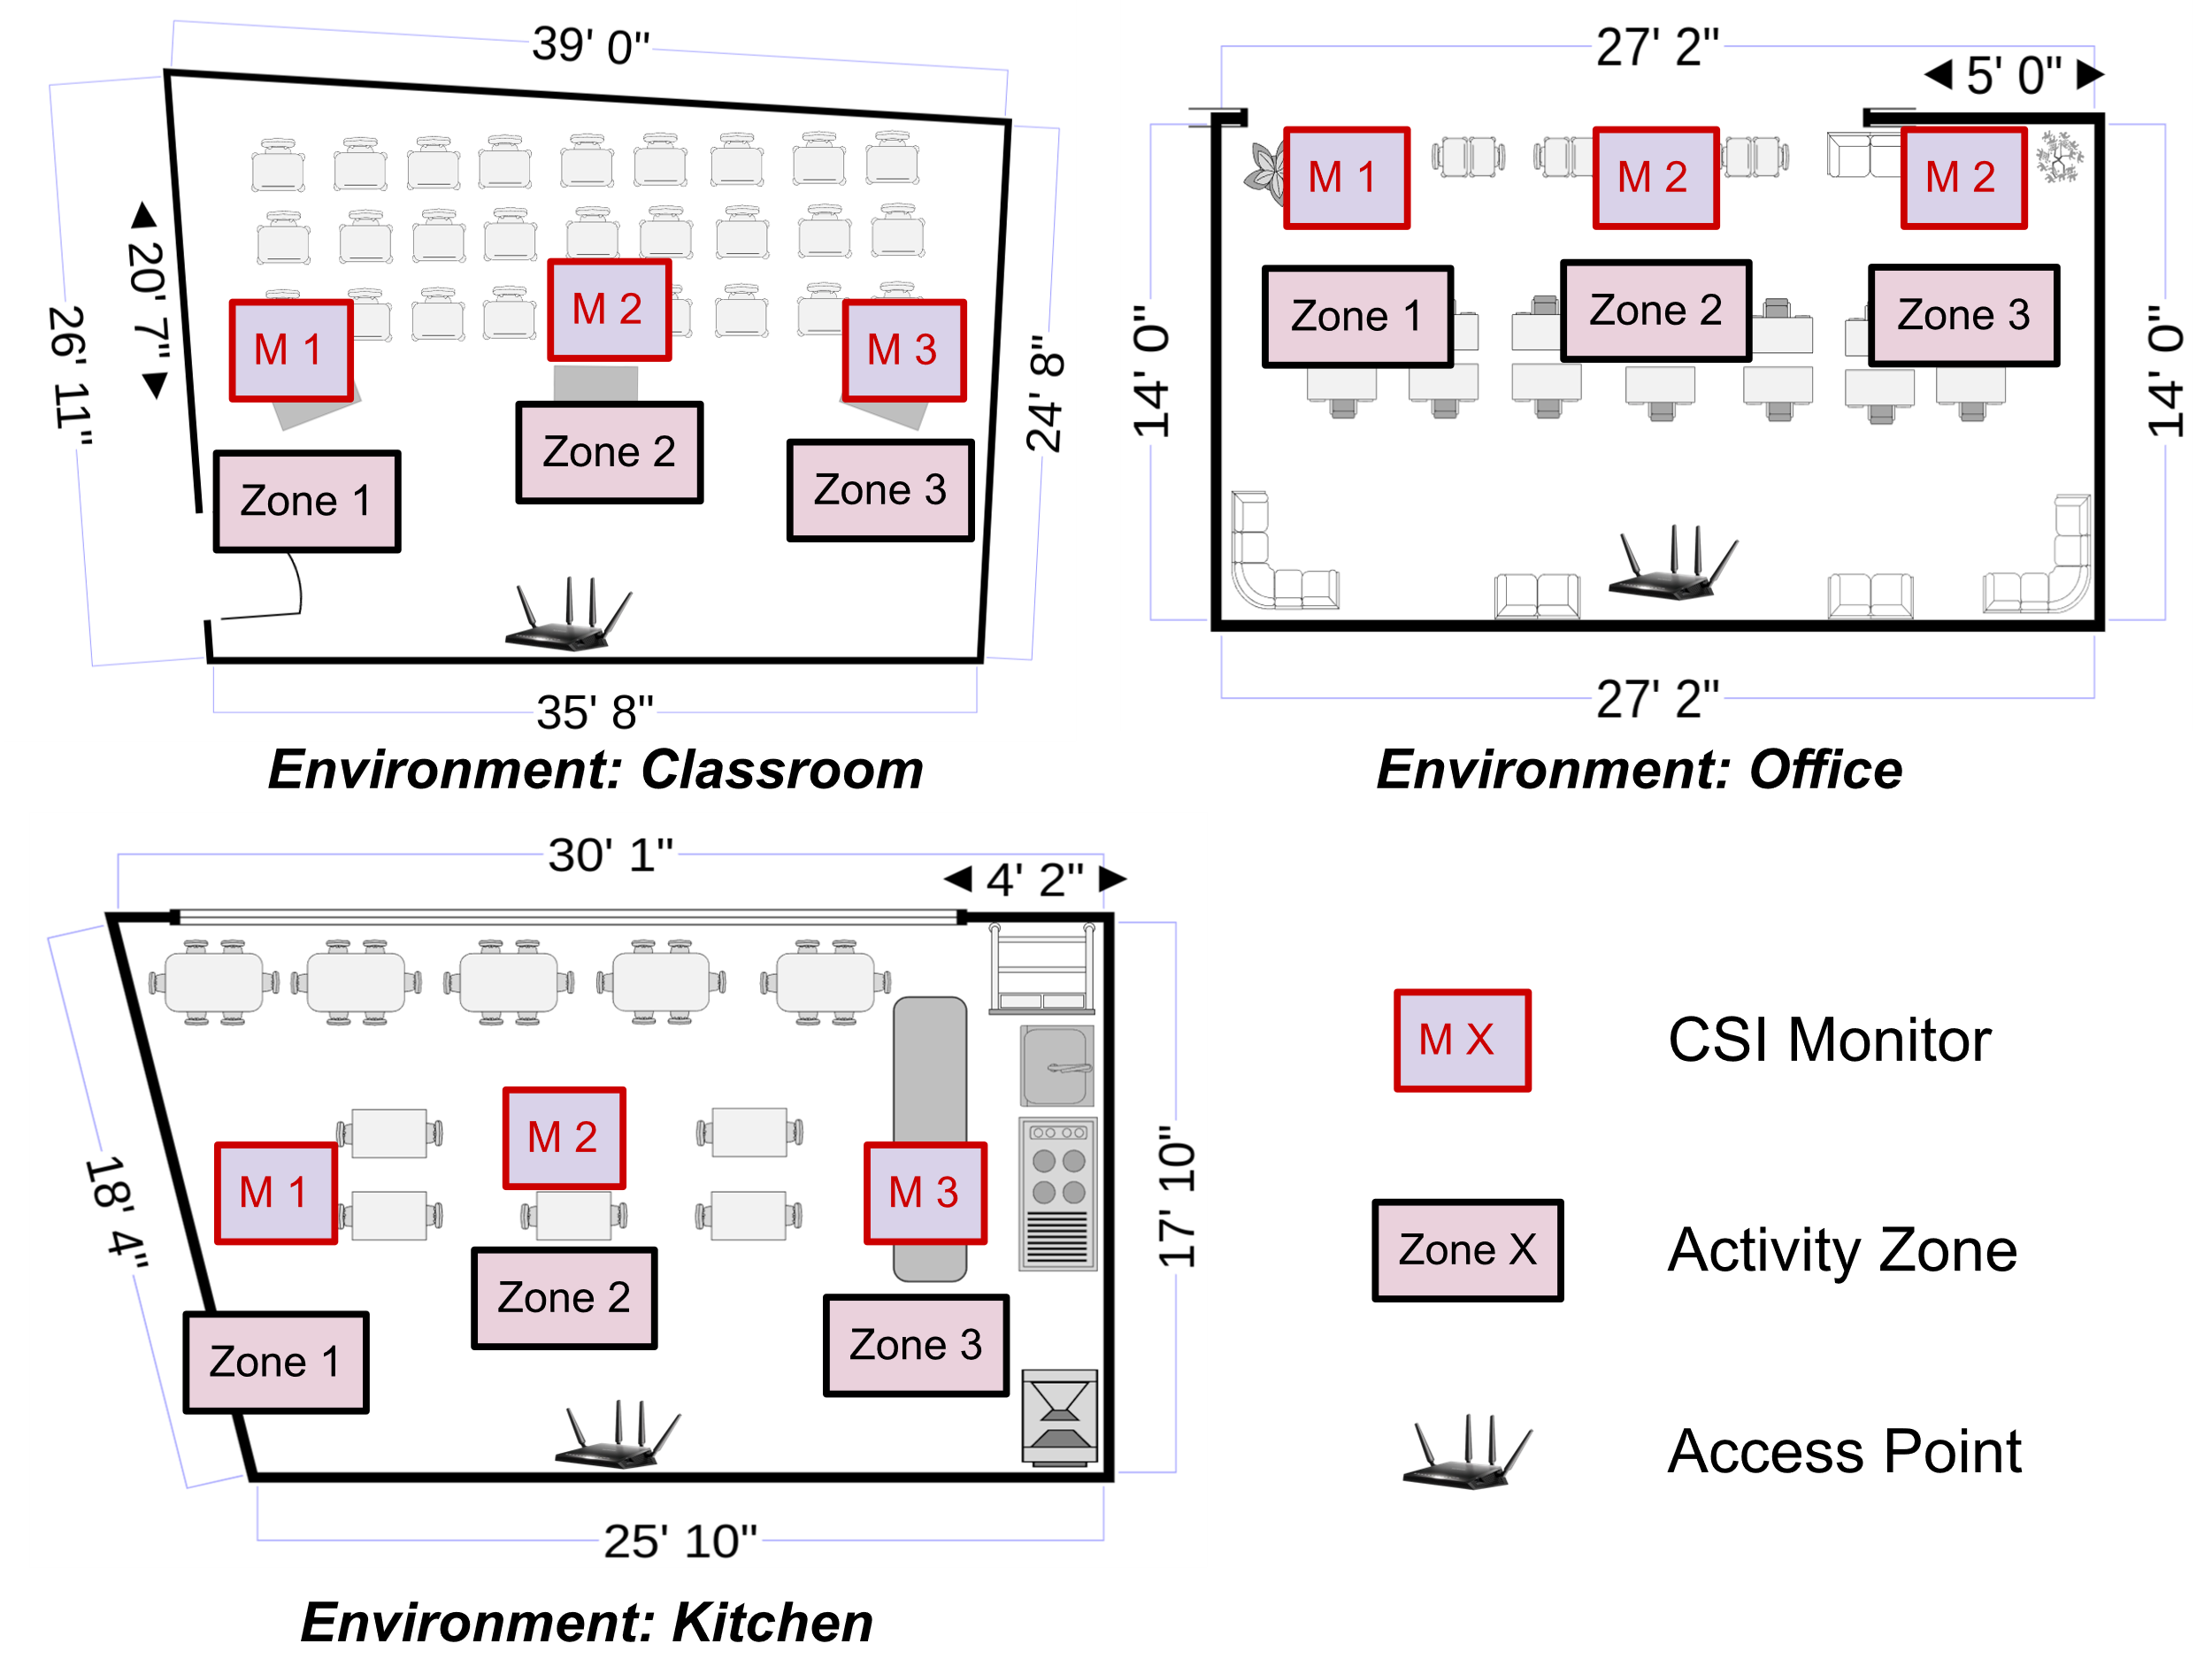 39' 0"
20' 7"
26' 11"
24' 8"
M 1
M 2
M 3
Zone 1
Zone 2
Zone 3
35' 8"
Environment: Classroom
27' 2"
5' 0"
M 1
M 2
M 2
14' 0"
14' 0"
Zone 1
Zone 2
Zone 3
27' 2"
Environment: Office
30' 1"
4' 2"
18' 4"
17' 10"
M 1
M 2
M 3
Zone 1
Zone 2
Zone 3
25' 10"
Environment: Kitchen
M X
CSI Monitor
Zone X
Activity Zone
Access Point